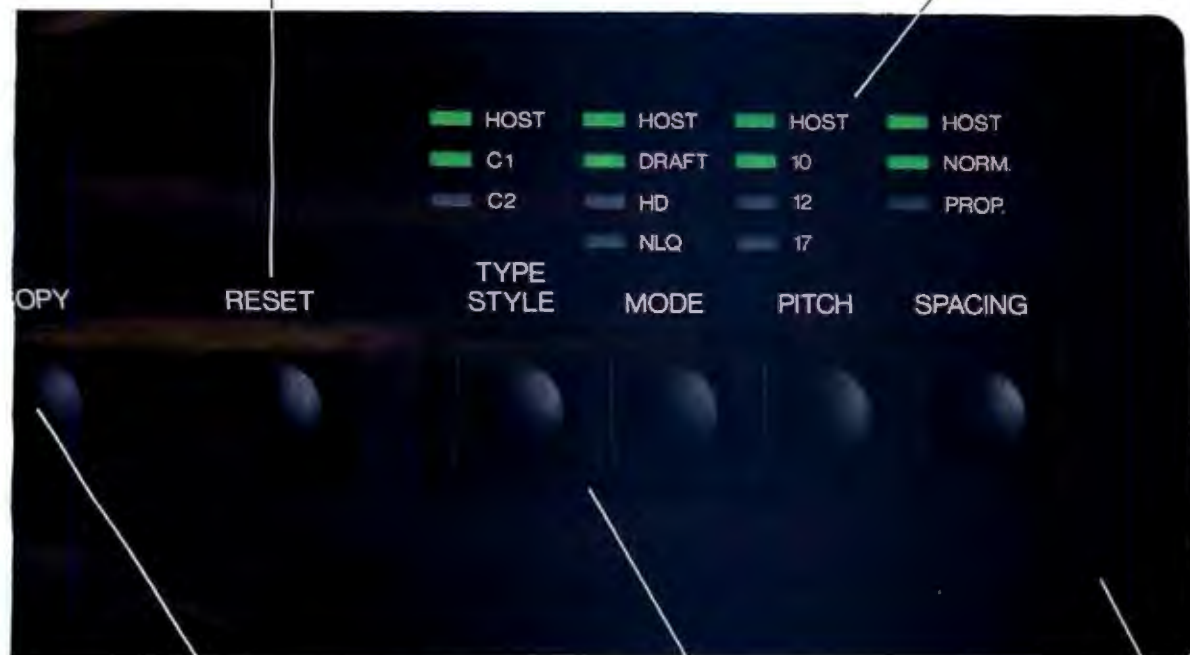 HOST HOST HOST HOST
C1 DRAFT 10 NORM.
C2 HD 12 PROP.
NLQ 17
TYPE
OPY RESET STYLE MODE PITCH SPACING